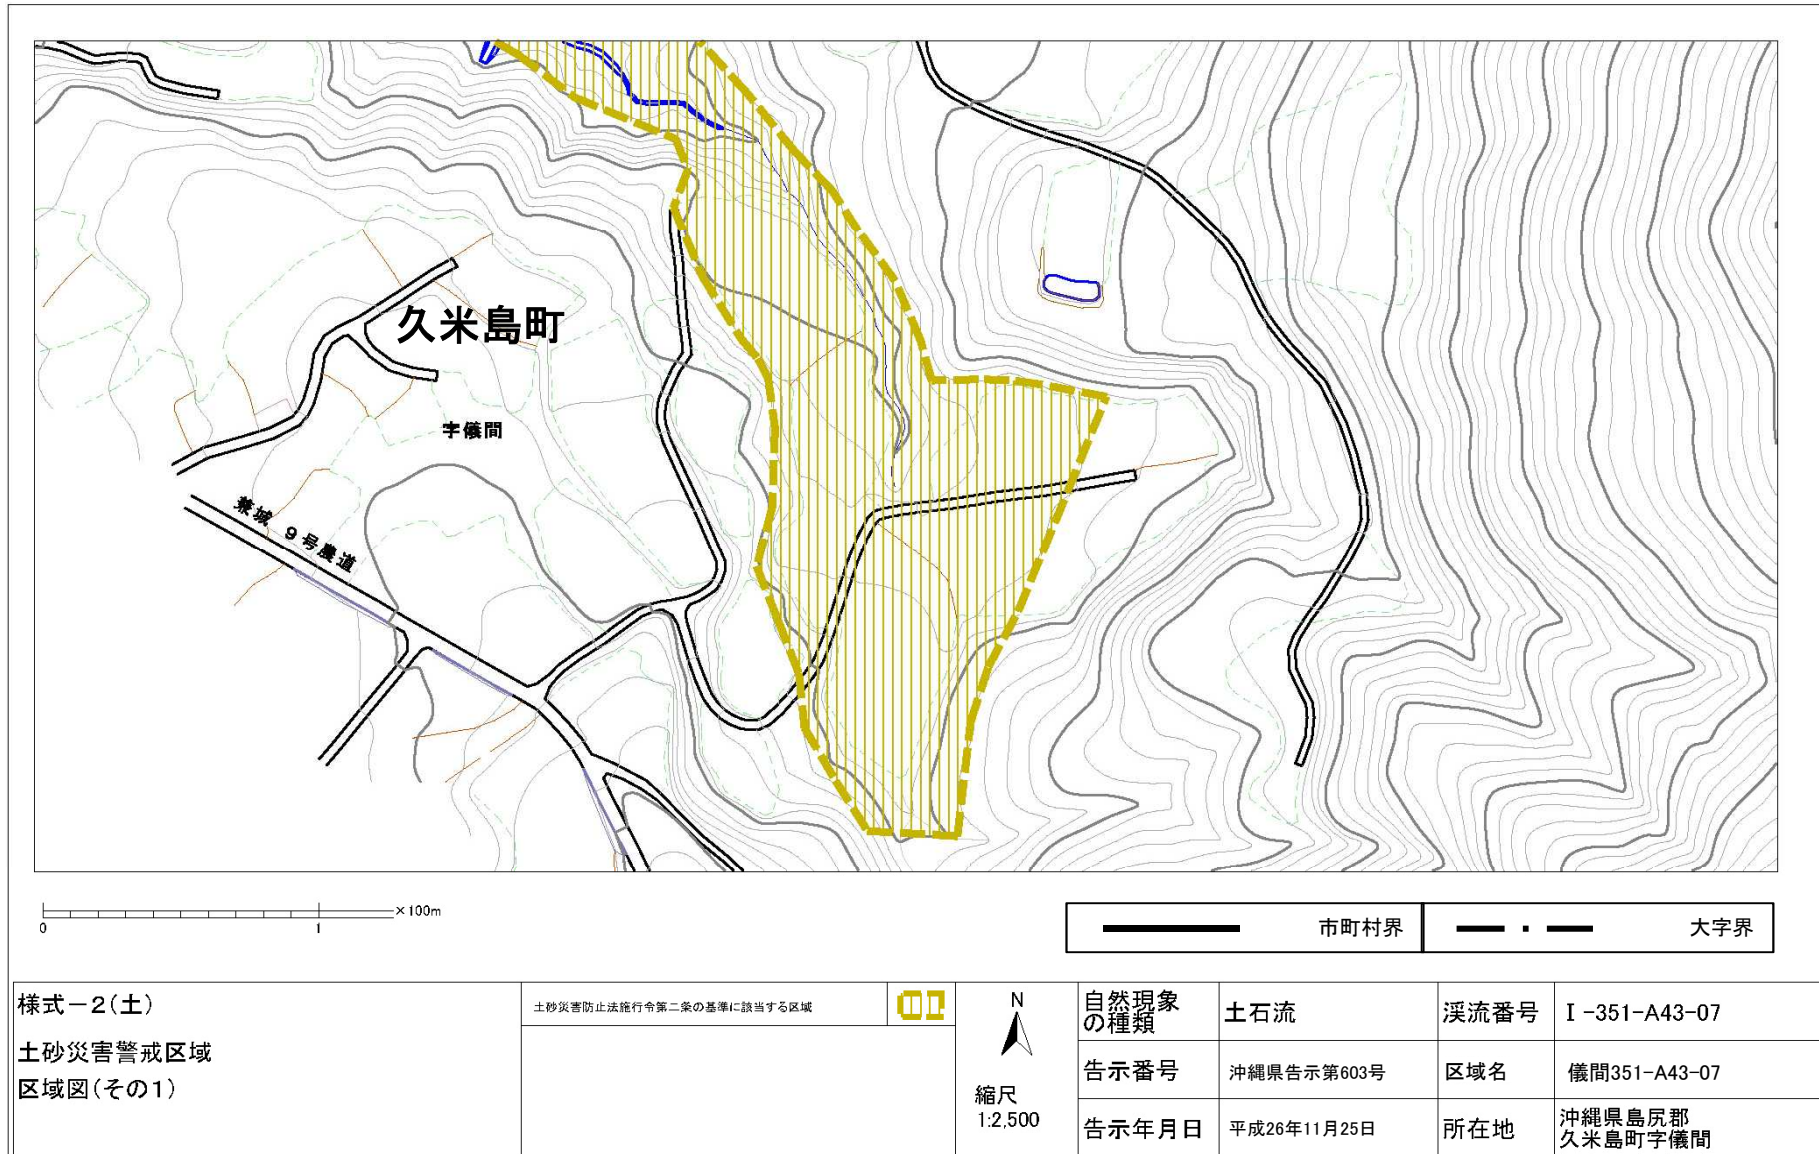 久米島町
字儀間
兼城 9号農道
0 1 ×100m
市町村界
大字界
様式－2(土)
土砂災害警戒区域
区域図(その1)
土砂災害防止法施行令第二条の基準に該当する区域
N
縮尺
1:2,500
自然現象
の種類
土石流
渓流番号
Ⅰ-351-A43-07
告示番号
沖縄県告示第603号
区域名
儀間351-A43-07
告示年月日
平成26年11月25日
所在地
沖縄県島尻郡
久米島町字儀間